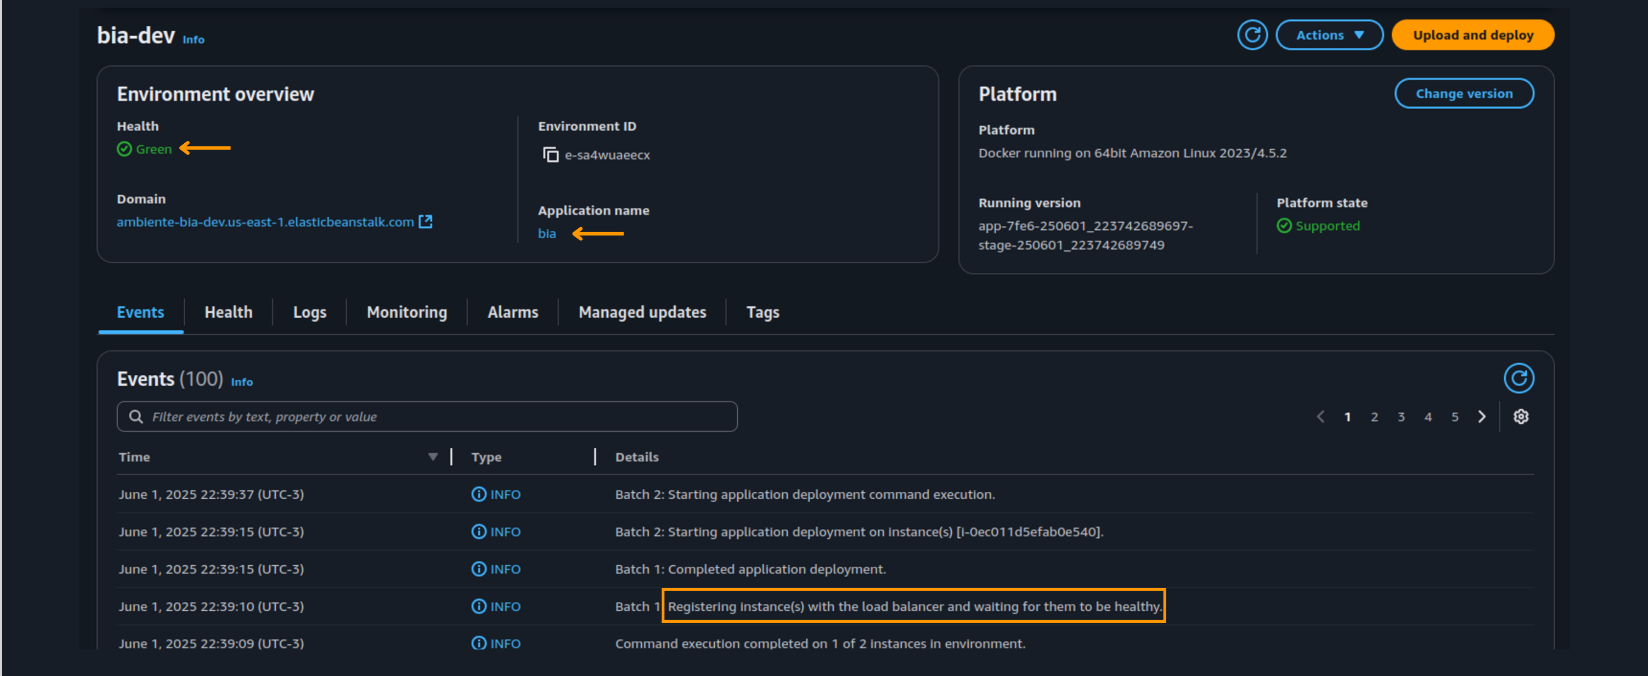 bia-dev Info
Actions
Upload and deploy
Environment overview
Health
Green
Domain
ambiente-bia-dev.us-east-1.elasticbeanstalk.com
Environment ID
e-sa4wuaeecx
Application name
bia
Platform
Change version
Platform
Docker running on 64bit Amazon Linux 2023/4.5.2
Running version
app-7fe6-250601_223742689697-
stage-250601_223742689749
Platform state
Supported
Events Health Logs Monitoring Alarms Managed updates Tags
Events (100) Info
Filter events by text, property or value
1 2 3 4 5
Time Type Details
June 1, 2025 22:39:37 (UTC-3) INFO Batch 2: Starting application deployment command execution.
June 1, 2025 22:39:15 (UTC-3) INFO Batch 2: Starting application deployment on instance(s) [i-0ec011d5efab0e540].
June 1, 2025 22:39:15 (UTC-3) INFO Batch 1: Completed application deployment.
June 1, 2025 22:39:10 (UTC-3) INFO Batch 1 Registering instance(s) with the load balancer and waiting for them to be healthy.
June 1, 2025 22:39:09 (UTC-3) INFO Command execution completed on 1 of 2 instances in environment.